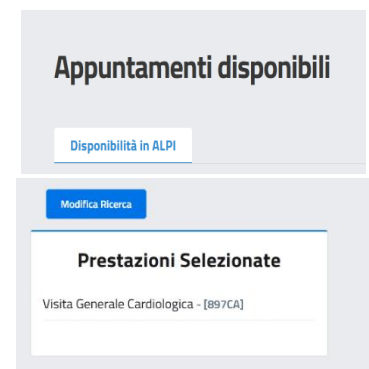 Appuntamenti disponibili
Disponibilità in ALPI
Modifica Ricerca
Prestazioni Selezionate
Visita Generale Cardiologica - [897CA]